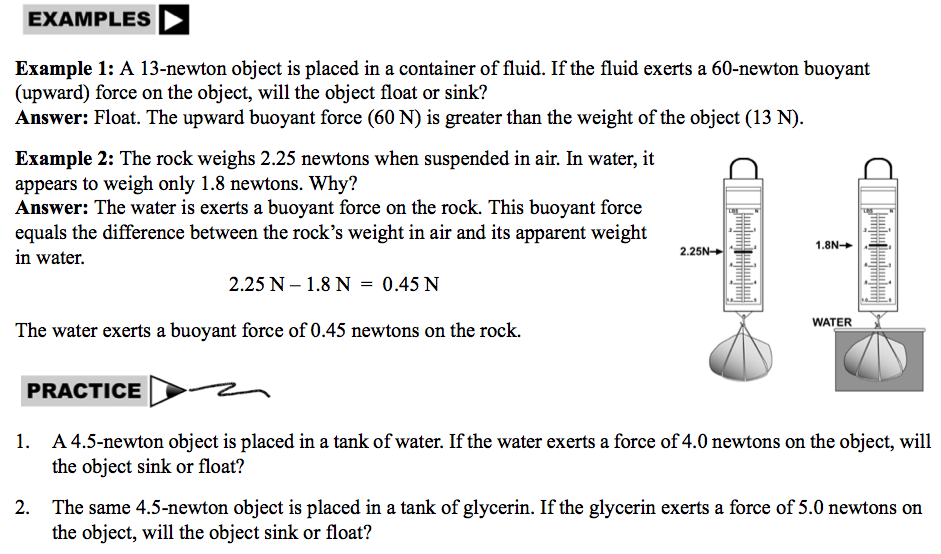 EXAMPLES
Example 1: A 13-newton object is placed in a container of fluid. If the fluid exerts a 60-newton buoyant
(upward) force on the object, will the object float or sink?
Answer: Float. The upward buoyant force (60 N) is greater than the weight of the object (13 N).
Example 2: The rock weighs 2.25 newtons when suspended in air. In water, it
appears to weigh only 1.8 newtons. Why?
Answer: The water is exerts a buoyant force on the rock. This buoyant force
equals the difference between the rock’s weight in air and its apparent weight
in water.
2.25 N – 1.8 N = 0.45 N
The water exerts a buoyant force of 0.45 newtons on the rock.
2.25N
1.8N
WATER
PRACTICE
1. A 4.5-newton object is placed in a tank of water. If the water exerts a force of 4.0 newtons on the object, will
the object sink or float?
2. The same 4.5-newton object is placed in a tank of glycerin. If the glycerin exerts a force of 5.0 newtons on
the object, will the object sink or float?